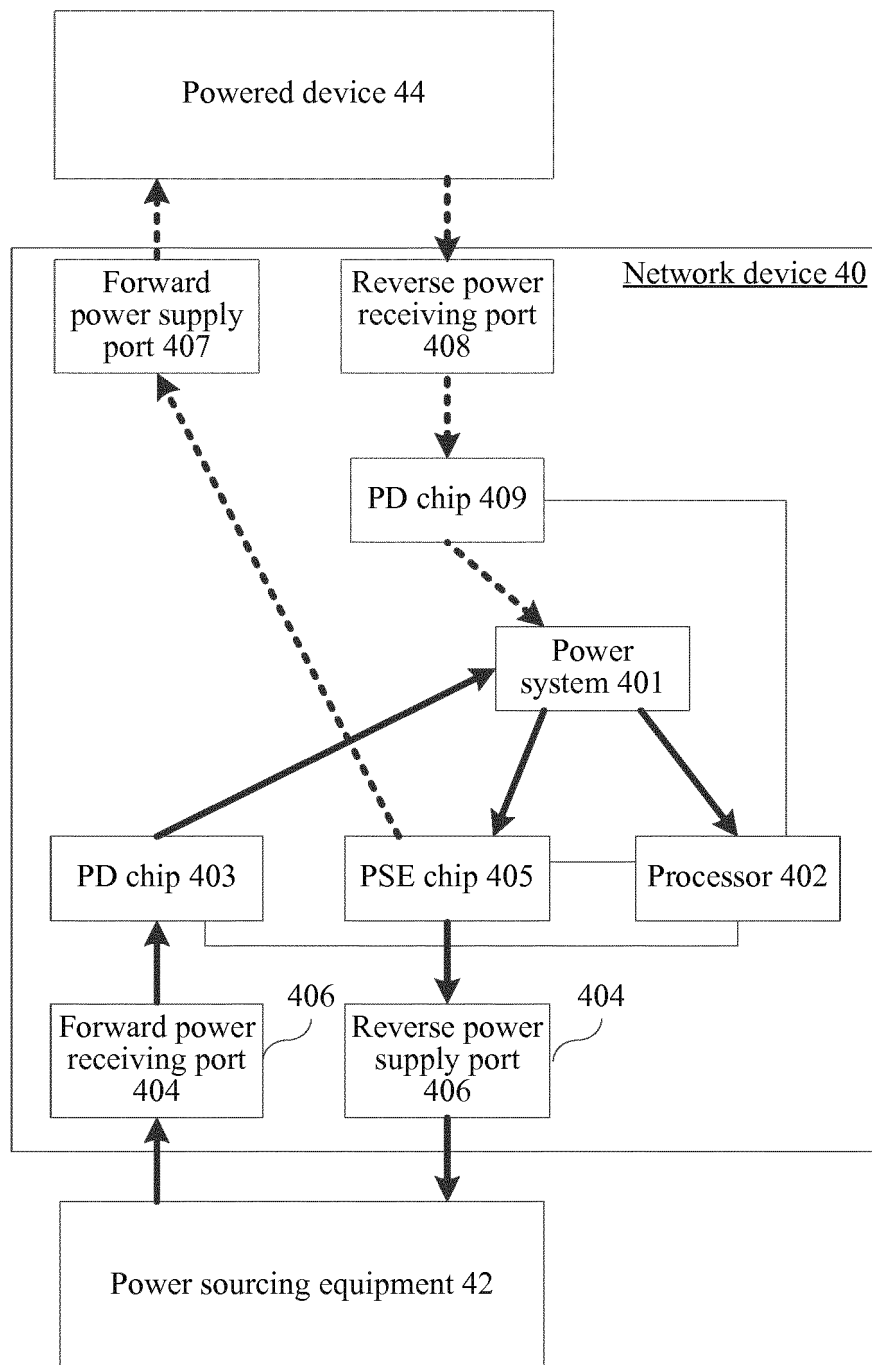 Powered device 44
Network device 40
Forward
power supply
port 407
Reverse power
receiving port
408
PD chip 409
Power
system 401
PD chip 403
PSE chip 405
Processor 402
406
404
Forward power
receiving port
404
Reverse power
supply port
406
Power sourcing equipment 42